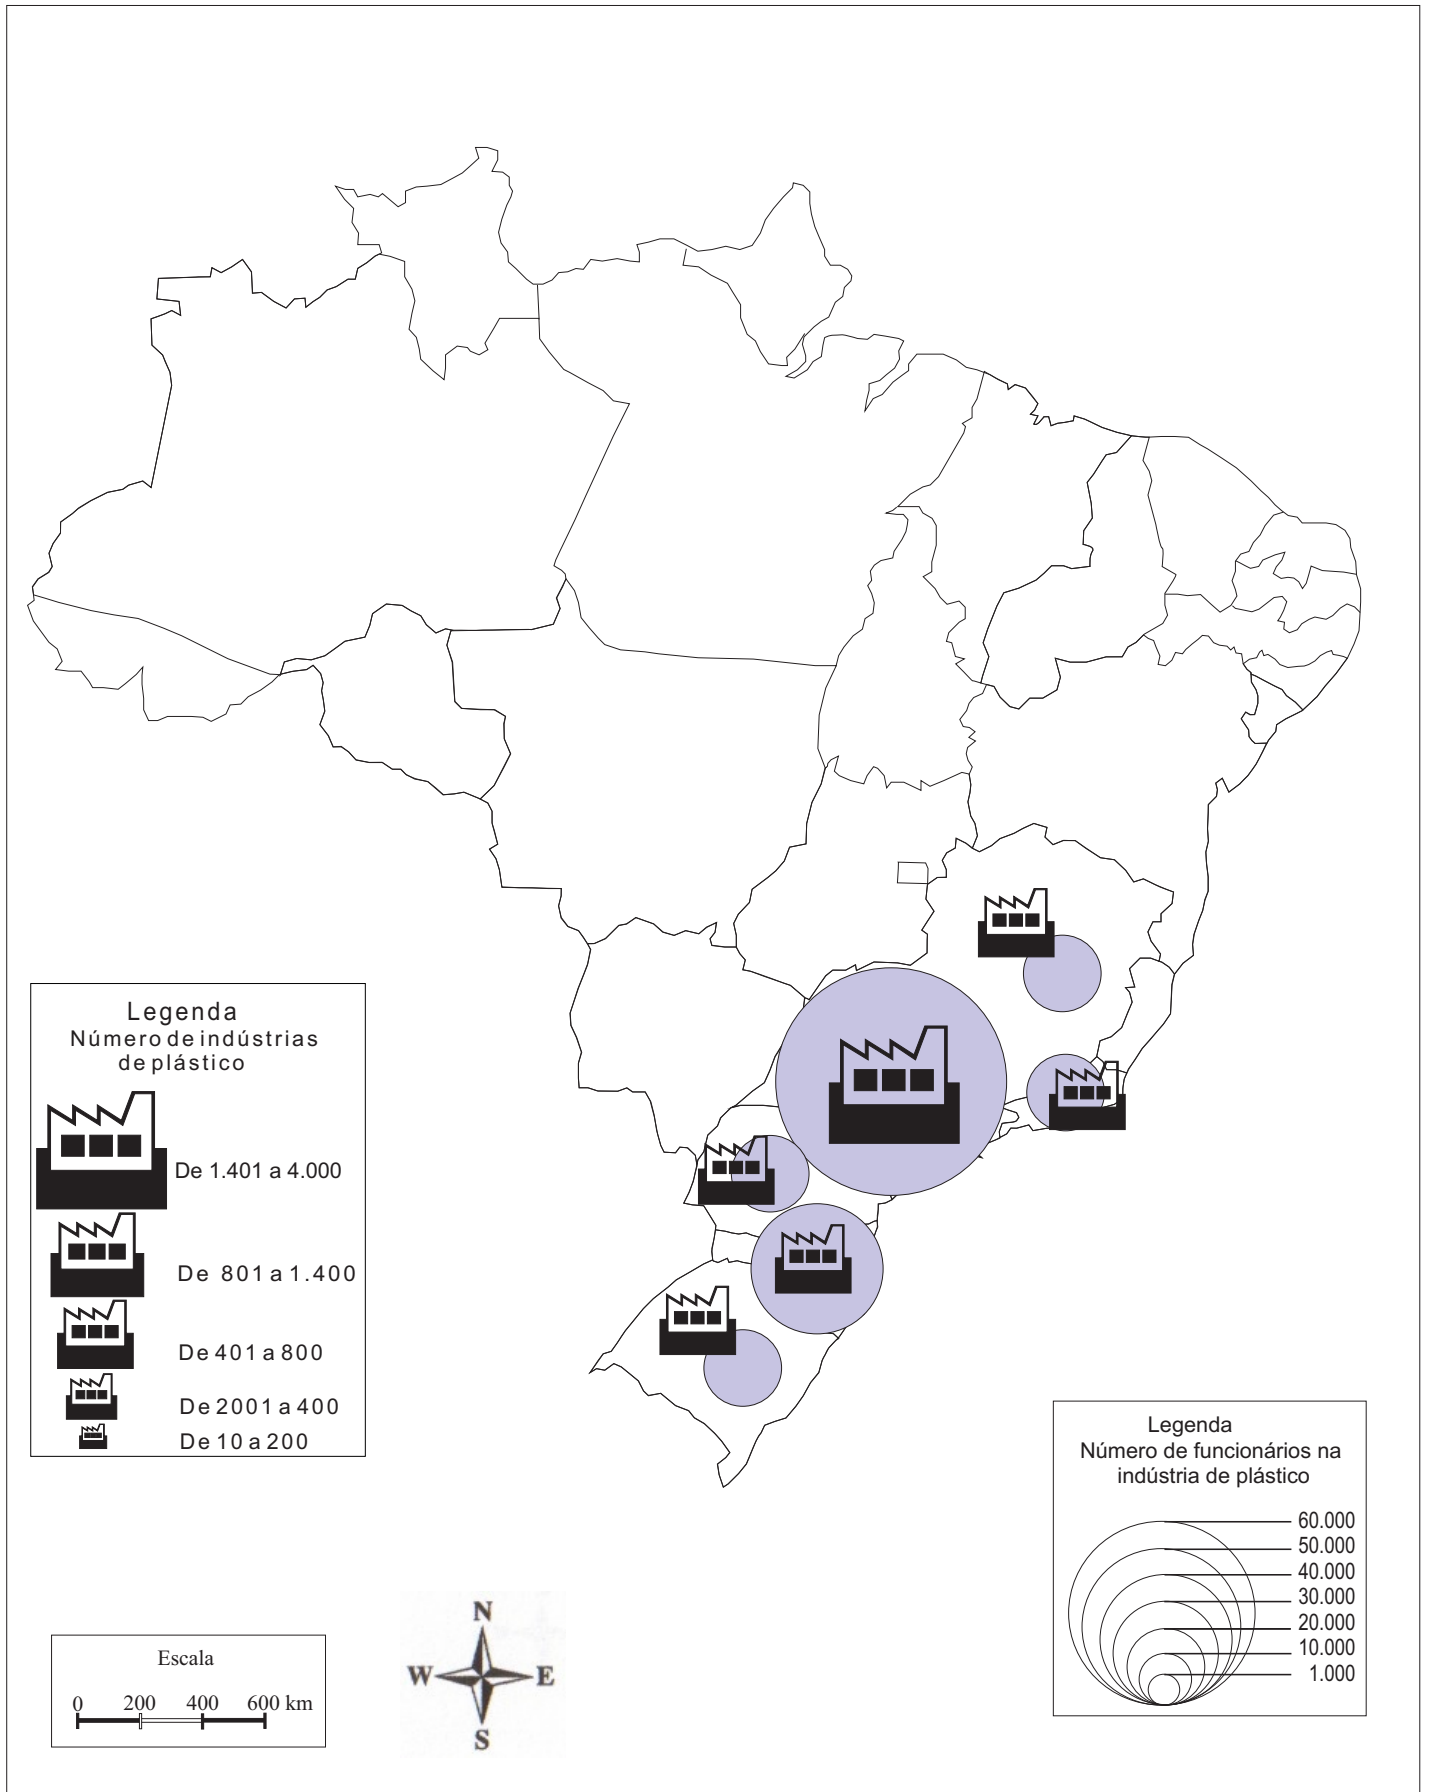 Legenda
Número de indústrias
de plástico
De 1.401 a 4.000
De 801 a 1.400
De 401 a 800
De 2001 a 400
De 10 a 200
Legenda
Número de funcionários na
indústria de plástico
60.000
50.000
40.000
30.000
20.000
10.000
1.000
Escala
0 200 400 600 km
N
W E
S